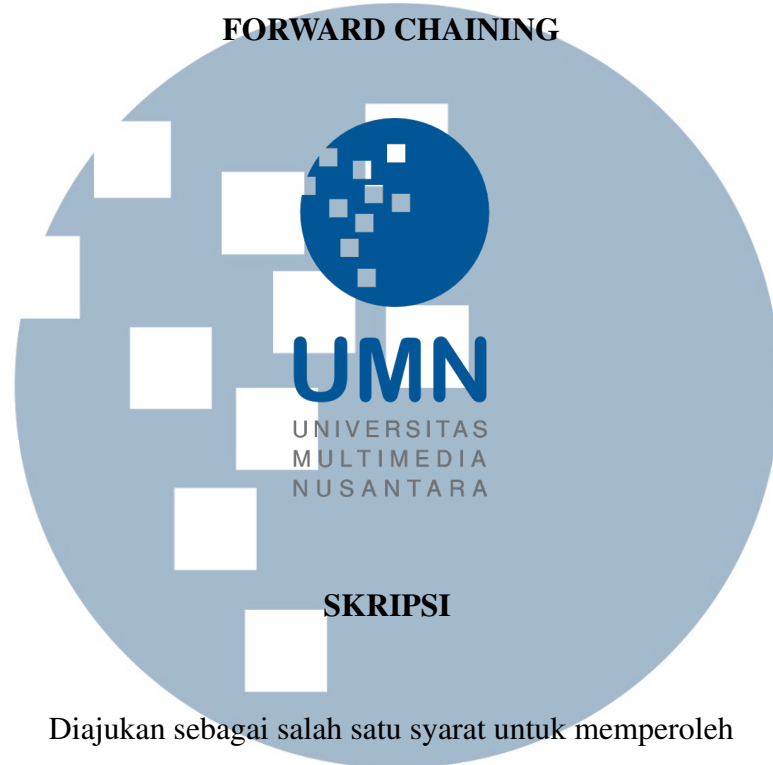 FORWARD CHAINING
UMN
UNIVERSITAS
MULTIMEDIA
NUSANTARA
SKRIPSI
Diajukan sebagai salah satu syarat untuk memperoleh